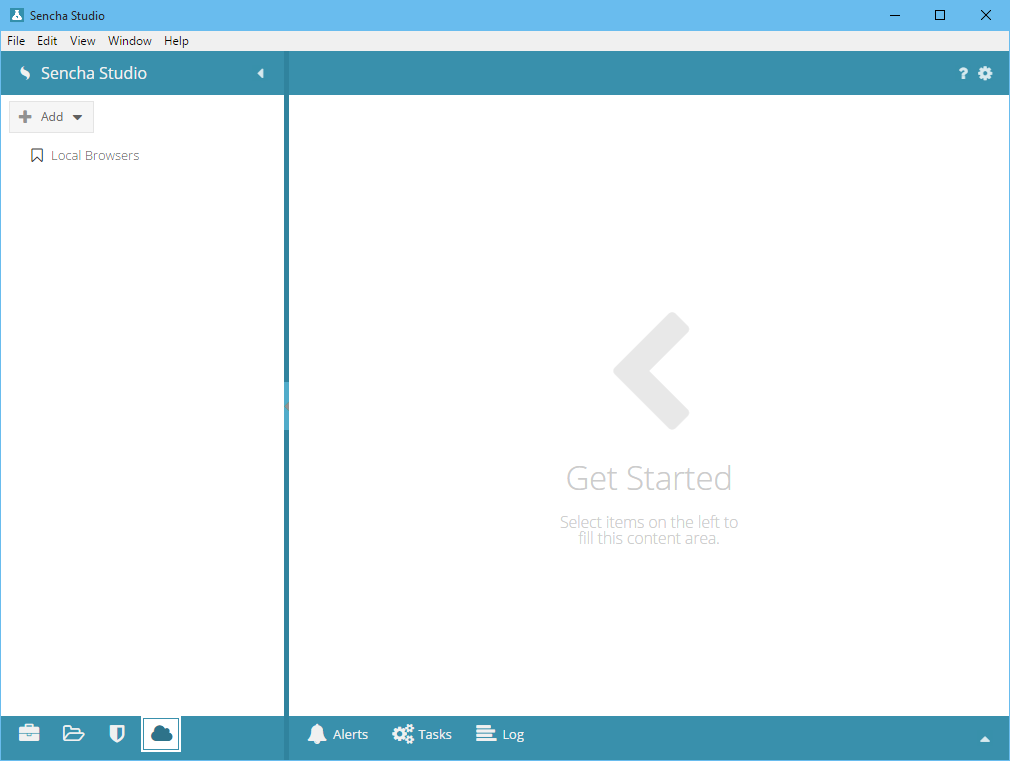 Sencha Studio
File Edit View Window Help
Sencha Studio
?
Add
Local Browsers
Get Started
Select items on the left to
fill this content area.
Alerts Tasks Log